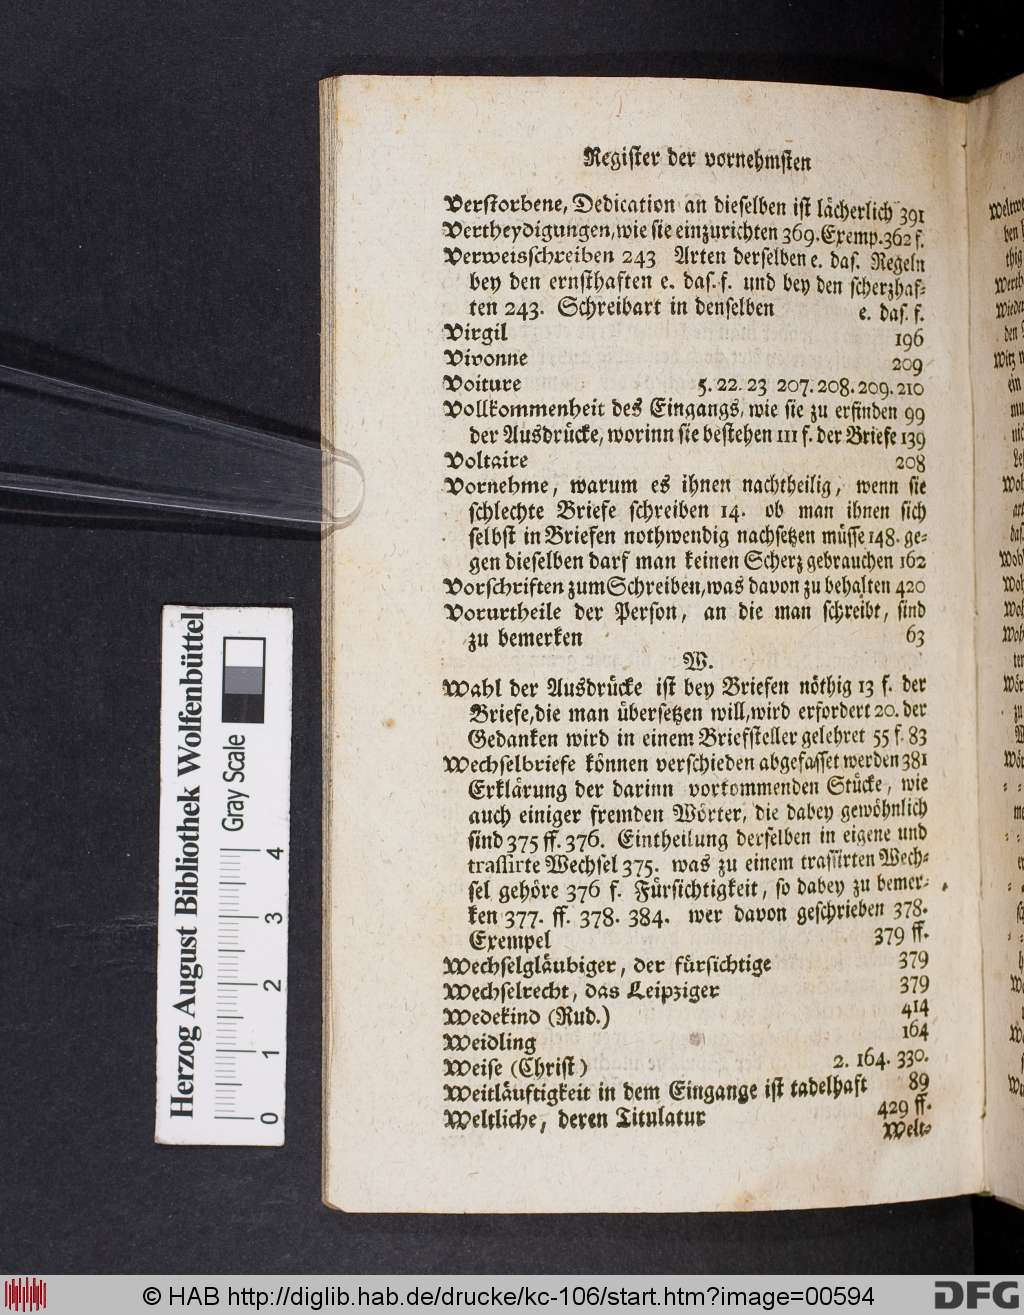 Register der vornehmsten
Verstorbene, Dedication an dieselben ist lächerlich 391
Vertheydigungen, wie sie einzurichten 369. Exemp. 362 f.
Verweisschreiben 243 Arten derselben e. das. Regeln
bey den ernsthaften e. das. f. und bey den scherzhaf-
ten 243. Schreibart in denselben e. das. f.
Virgil 196
Vivonne 209
Voiture 5. 22. 23 207. 208. 209. 210
Vollkommenheit des Eingangs, wie sie zu erfinden 99
der Ausdrücke, worinn sie bestehen 111 f. der Briefe 139
Voltaire 208
Vornehme, warum es ihnen nachtheilig, wenn sie
schlechte Briefe schreiben 14. ob man ihnen sich
selbst in Briefen nothwendig nachsetzen müsse 148. ge-
gen dieselben darf man keinen Scherz gebrauchen 162
Vorschriften zum Schreiben, was davon zu behalten 420
Vorurtheile der Person, an die man schreibt, sind
zu bemerken 63
W.
Wahl der Ausdrücke ist bey Briefen nöthig 13 f. der
Briefe, die man übersetzen will, wird erfordert 20. der
Gedanken wird in einem Briefsteller gelehret 55 f. 83
Wechselbriefe können verschieden abgefasset werden 381
Erklärung der darinn vorkommenden Stücke, wie
auch einiger fremden Wörter, die dabey gewöhnlich
sind 375 ff. 376. Eintheilung derselben in eigene und
trassirte Wechsel 375. was zu einem trassirten Wech-
sel gehöre 376 f. Fürsichtigkeit, so dabey zu bemer-
ken 377. ff. 378. 384. wer davon geschrieben 378.
Exempel 379 ff.
Wechselgläubiger, der fürsichtige 379
Wechselrecht, das Leipziger 379
Wedekind (Rud.) 414
Weidling 164
Weise (Christ) 2. 164. 330.
Weitläuftigkeit in dem Eingange ist tadelhaft 89
Weltliche, deren Titulatur 429 ff.
Welt-
Herzog August Bibliothek Wolfenbüttel
Gray Scale
0 1 2 3 4
© HAB http://diglib.hab.de/drucke/kc-106/start.htm?image=00594
DFG